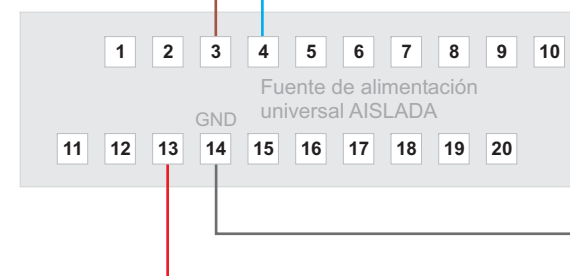 1 2 3 4 5 6 7 8 9 10
Fuente de alimentación
universal AISLADA
GND
11 12 13 14 15 16 17 18 19 20